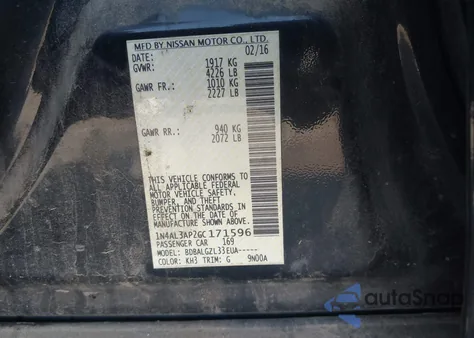 MFD BY NISSAN MOTOR CO., LTD.
DATE: 02/16
GVWR: 1917 KG
4226 LB
GAWR FR.: 1010 KG
2227 LB
GAWR RR.: 940 KG
2072 LB
THIS VEHICLE CONFORMS TO
ALL APPLICABLE FEDERAL
MOTOR VEHICLE SAFETY,
BUMPER, AND THEFT
PREVENTION STANDARDS
IN EFFECT ON THE DATE OF
MANUFACTURE SHOWN ABOVE.
1N4AL3AP2GC171596
PASSENGER CAR 169
MODEL: BDBALGZL33EUA-----
COLOR: KH3 TRIM: G 9N00A
autoSnap